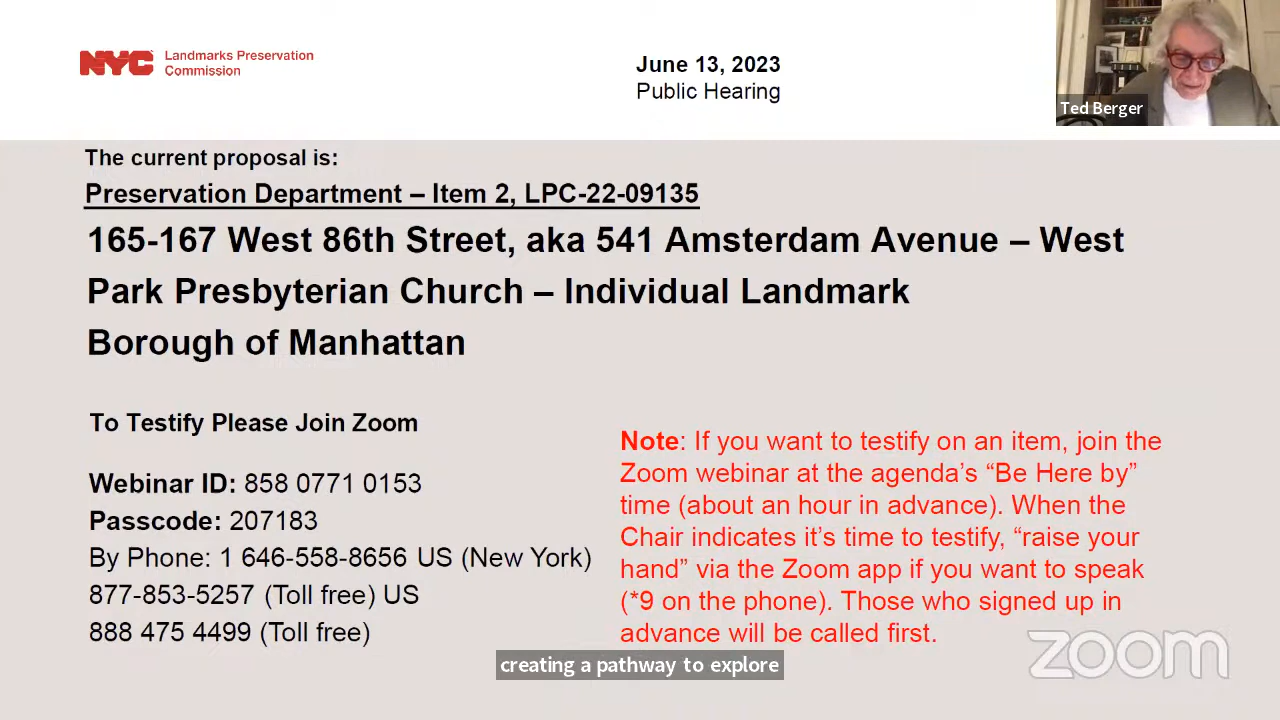 NYC Landmarks Preservation
Commission
June 13, 2023
Public Hearing
Ted Berger
The current proposal is:
Preservation Department – Item 2, LPC-22-09135
165-167 West 86th Street, aka 541 Amsterdam Avenue – West
Park Presbyterian Church – Individual Landmark
Borough of Manhattan
To Testify Please Join Zoom
Webinar ID: 858 0771 0153
Passcode: 207183
By Phone: 1 646-558-8656 US (New York)
877-853-5257 (Toll free) US
888 475 4499 (Toll free)
Note: If you want to testify on an item, join the
Zoom webinar at the agenda’s “Be Here by”
time (about an hour in advance). When the
Chair indicates it’s time to testify, “raise your
hand” via the Zoom app if you want to speak
(*9 on the phone). Those who signed up in
advance will be called first.
zoom
creating a pathway to explore